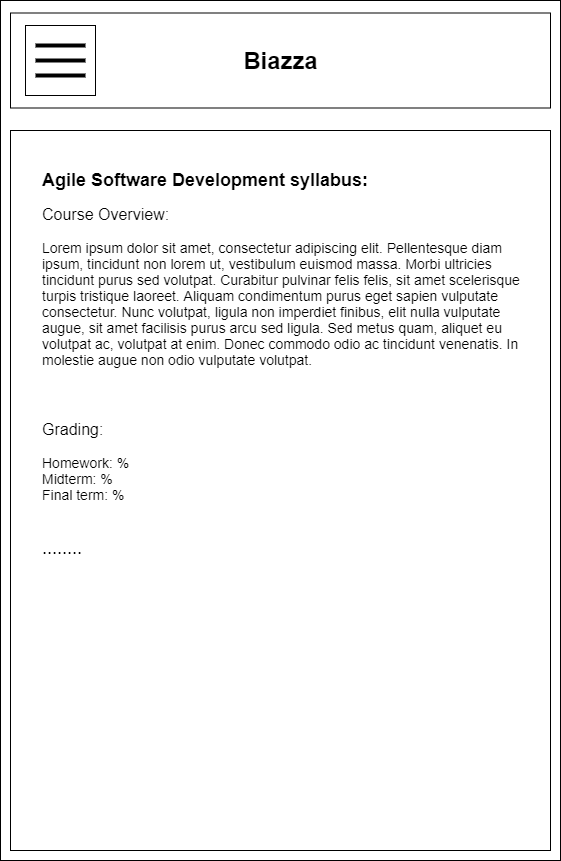 Biazza
Agile Software Development syllabus:
Course Overview:
Lorem ipsum dolor sit amet, consectetur adipiscing elit. Pellentesque diam
ipsum, tincidunt non lorem ut, vestibulum euismod massa. Morbi ultricies
tincidunt purus sed volutpat. Curabitur pulvinar felis felis, sit amet scelerisque
turpis tristique laoreet. Aliquam condimentum purus eget sapien vulputate
consectetur. Nunc volutpat, ligula non imperdiet finibus, elit nulla vulputate
augue, sit amet facilisis purus arcu sed ligula. Sed metus quam, aliquet eu
volutpat ac, volutpat at enim. Donec commodo odio ac tincidunt venenatis. In
molestie augue non odio vulputate volutpat.
Grading:
Homework: %
Midterm: %
Final term: %
........